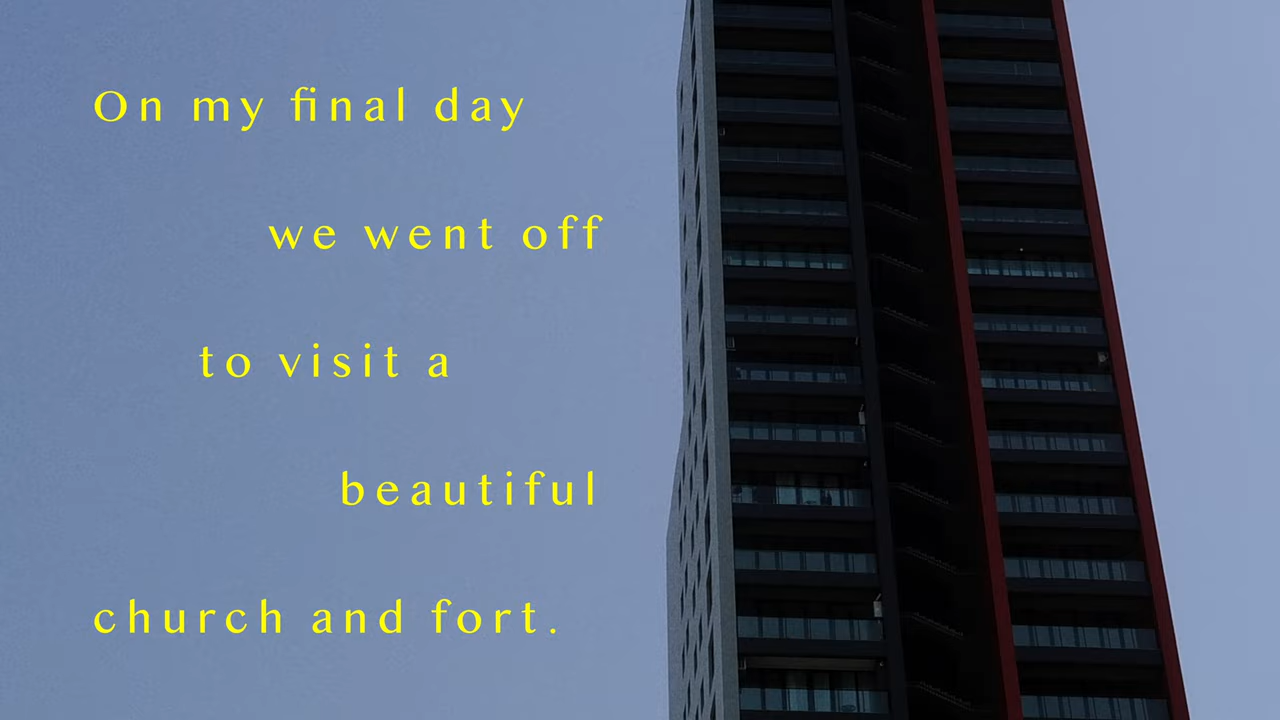 On my final day
we went off
to visit a
beautiful
church and fort.